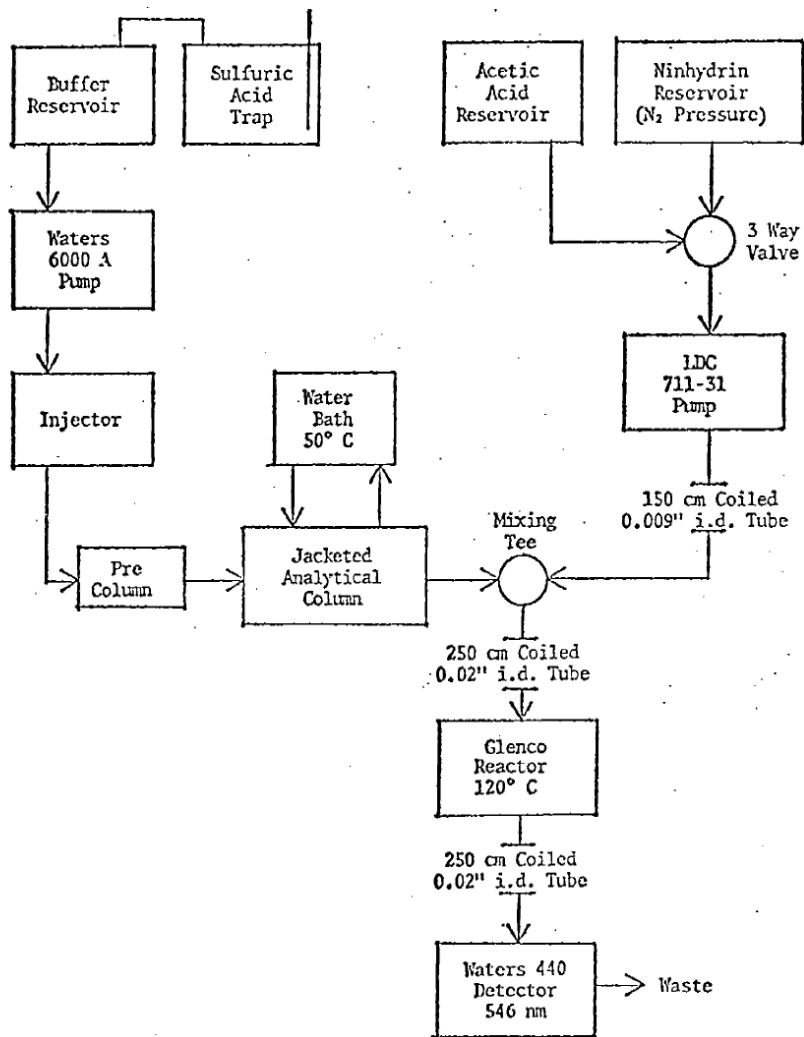 Buffer
Reservoir
Sulfuric
Acid
Trap
Acetic
Acid
Reservoir
Ninhydrin
Reservoir
(N₂ Pressure)
Waters
6000 A
Pump
3 Way
Valve
LDC
711-31
Pump
Injector
Water
Bath
50° C
150 cm Coiled
0.009" i.d. Tube
Pre
Column
Jacketed
Analytical
Column
Mixing
Tee
250 cm Coiled
0.02" i.d. Tube
Glenco
Reactor
120° C
250 cm Coiled
0.02" i.d. Tube
Waters 440
Detector
546 nm
Waste